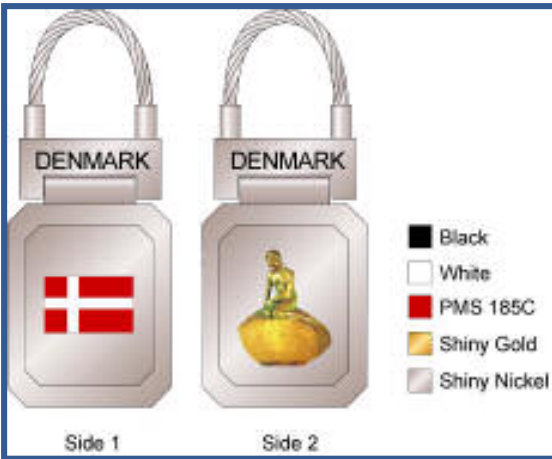 DENMARK
DENMARK
Black
White
PMS 185C
Shiny Gold
Shiny Nickel
Side 1
Side 2